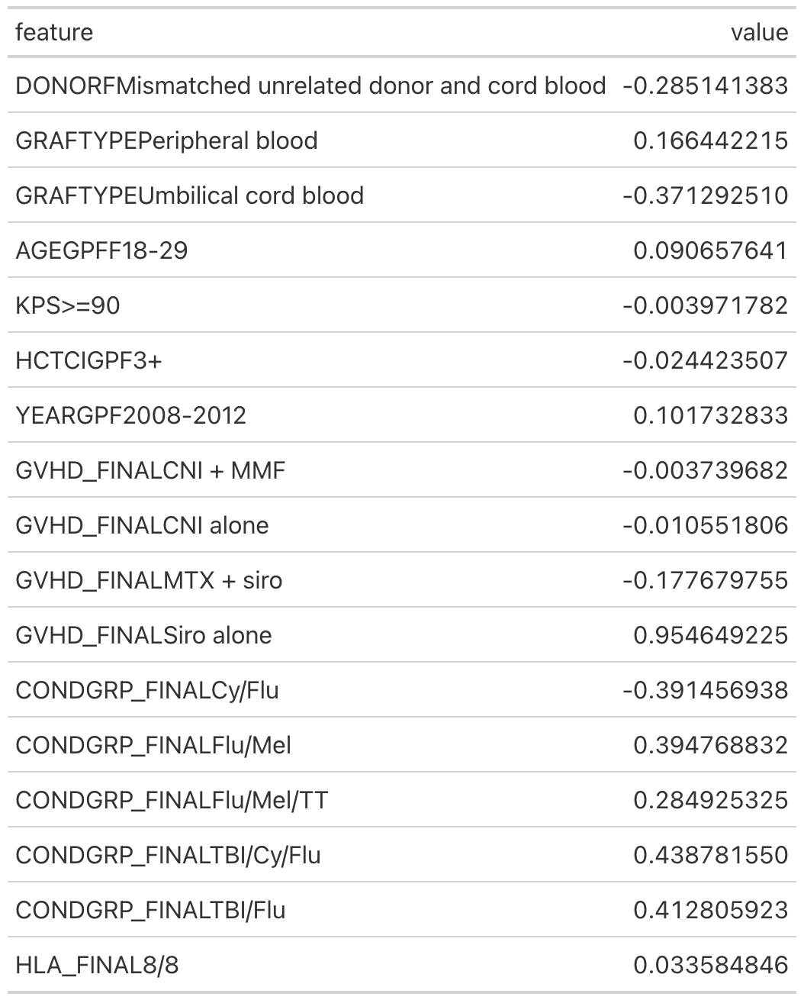 feature value
DONORFMismatched unrelated donor and cord blood -0.285141383
GRAFTYPEPeripheral blood 0.166442215
GRAFTYPEUmbilical cord blood -0.371292510
AGEGPFF18-29 0.090657641
KPS>=90 -0.003971782
HCTCIGPF3+ -0.024423507
YEARGPF2008-2012 0.101732833
GVHD_FINALCNI + MMF -0.003739682
GVHD_FINALCNI alone -0.010551806
GVHD_FINALMTX + siro -0.177679755
GVHD_FINALSiro alone 0.954649225
CONDGRP_FINALCy/Flu -0.391456938
CONDGRP_FINALFlu/Mel 0.394768832
CONDGRP_FINALFlu/Mel/TT 0.284925325
CONDGRP_FINALTBI/Cy/Flu 0.438781550
CONDGRP_FINALTBI/Flu 0.412805923
HLA_FINAL8/8 0.033584846